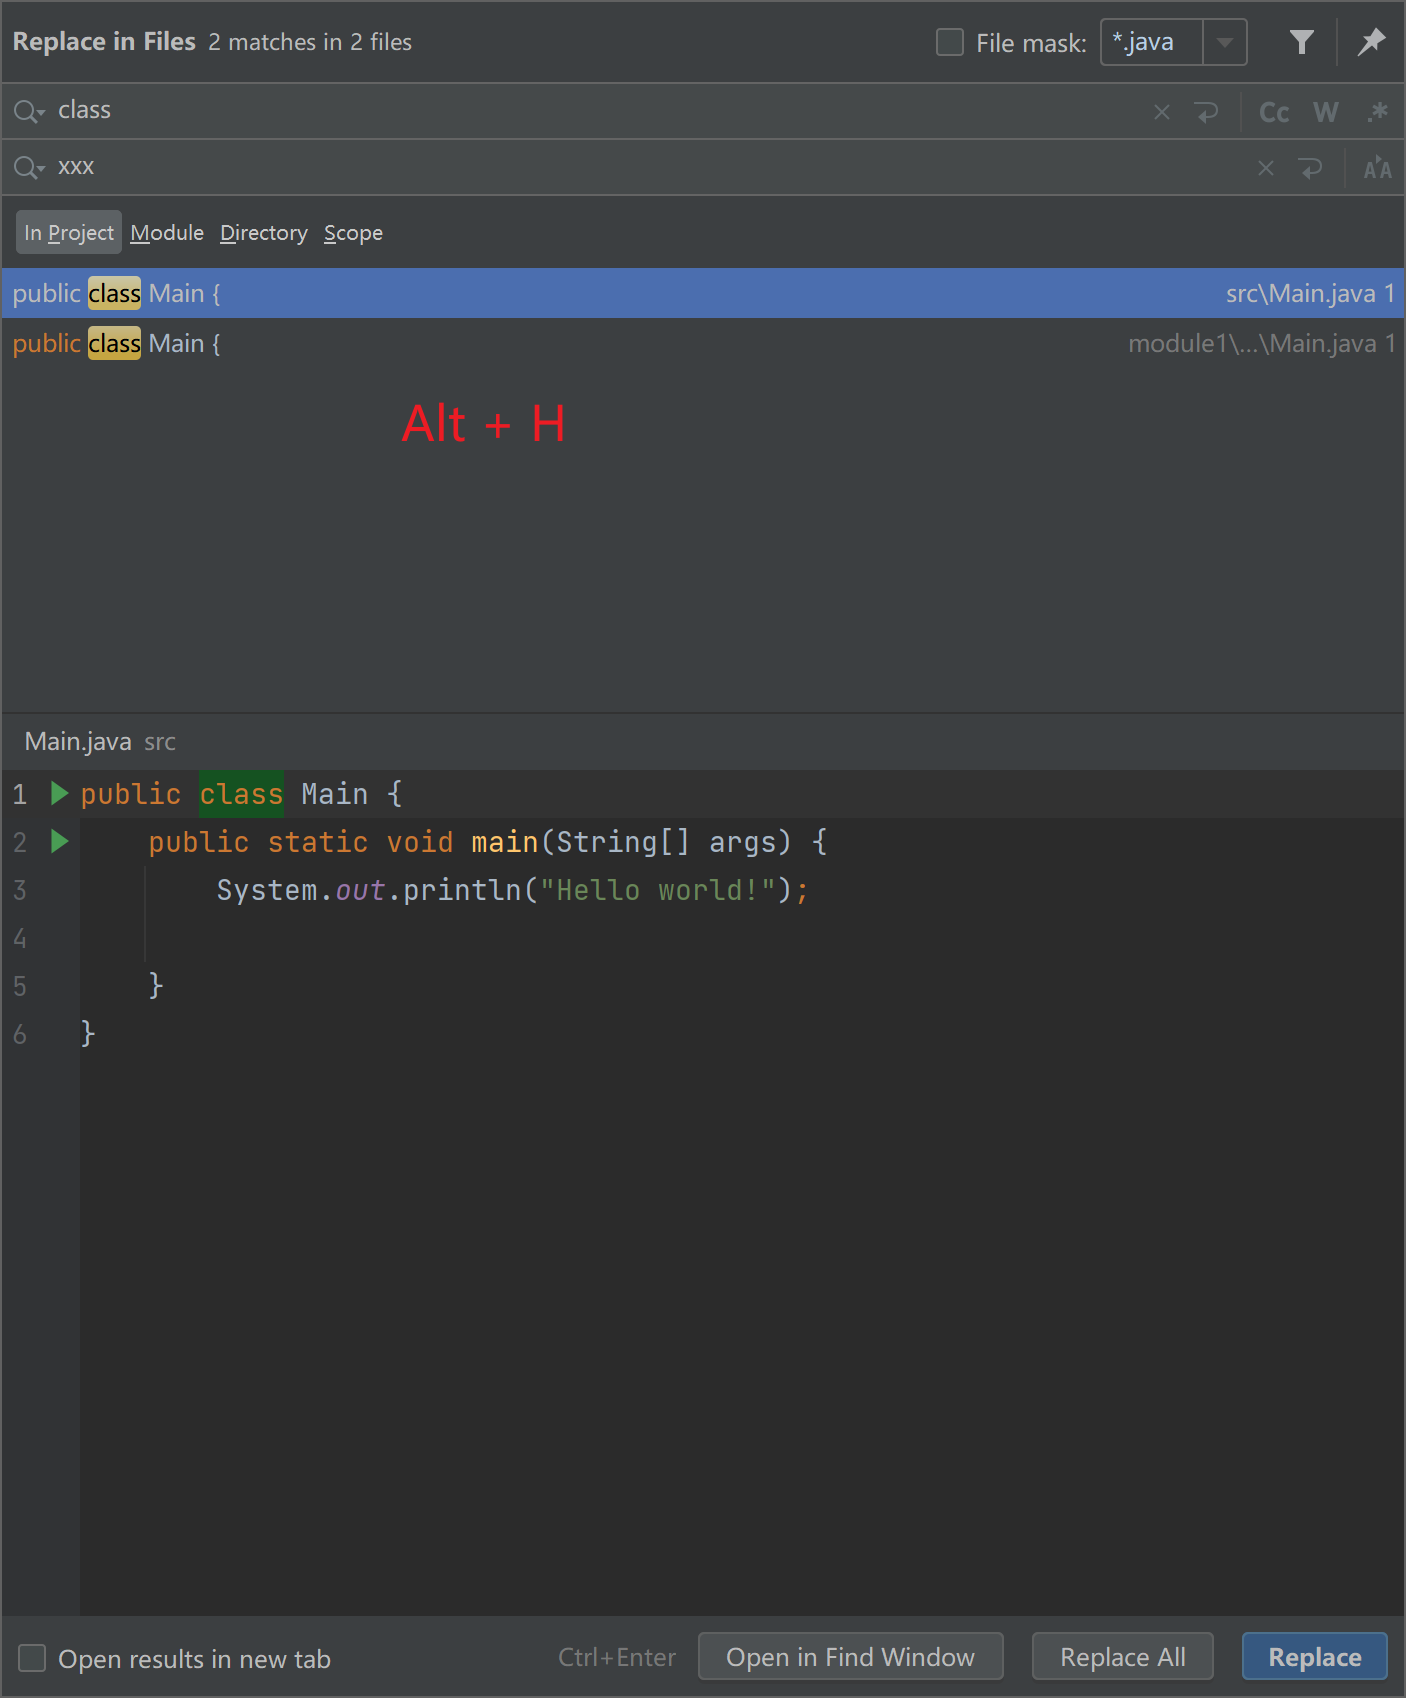 Replace in Files 2 matches in 2 files File mask: *.java
class Cc W .*
xxx AA
In Project Module Directory Scope
public class Main { src\Main.java 1
public class Main { module1\...\Main.java 1
Alt + H
Main.java src
1 public class Main {
2 public static void main(String[] args) {
3 System.out.println("Hello world!");
4
5 }
6 }
Open results in new tab Ctrl+Enter Open in Find Window Replace All Replace